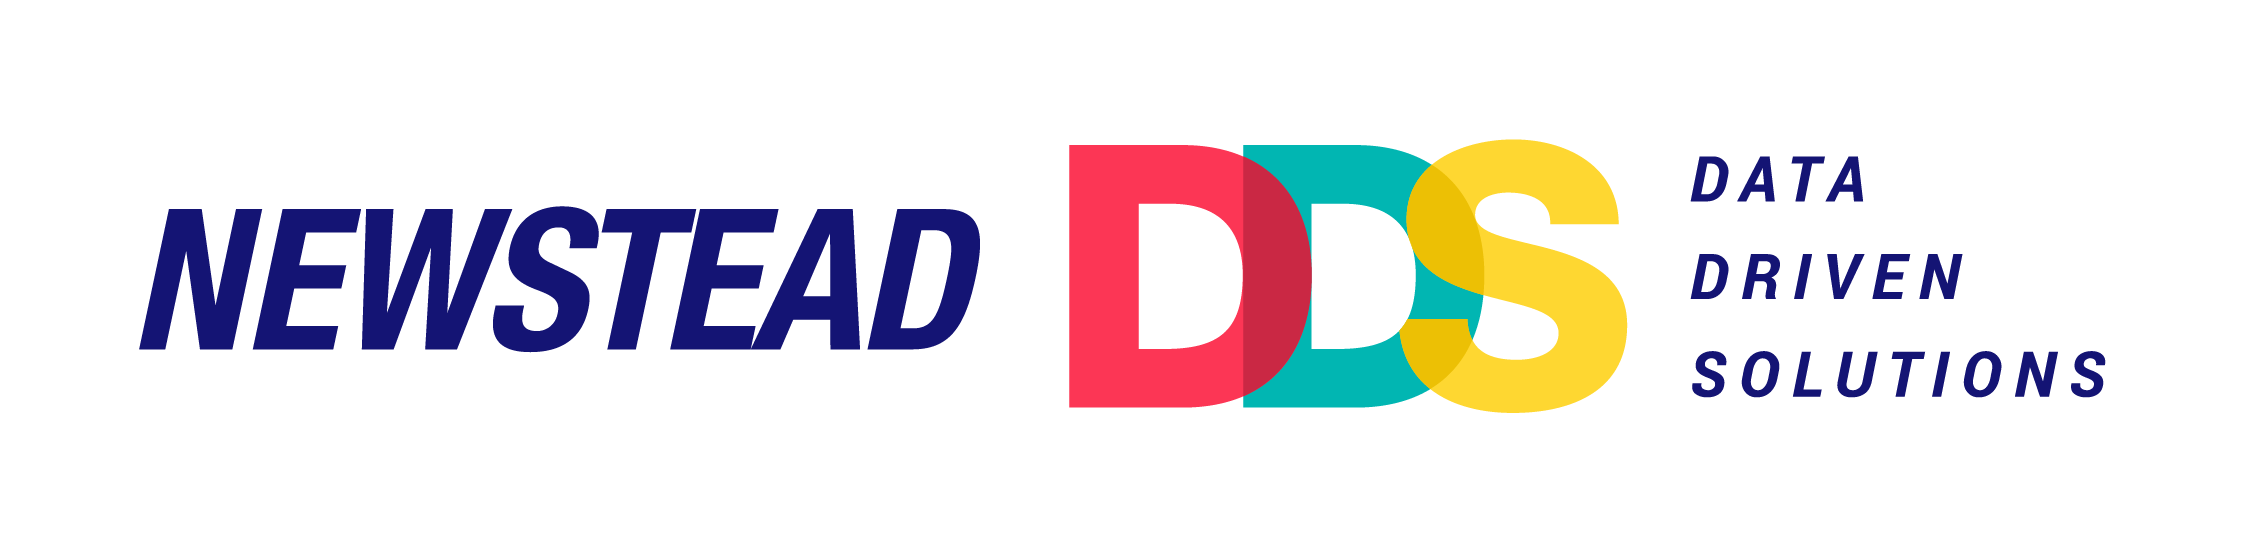 NEWSTEAD
DDS
DATA
DRIVEN
SOLUTIONS